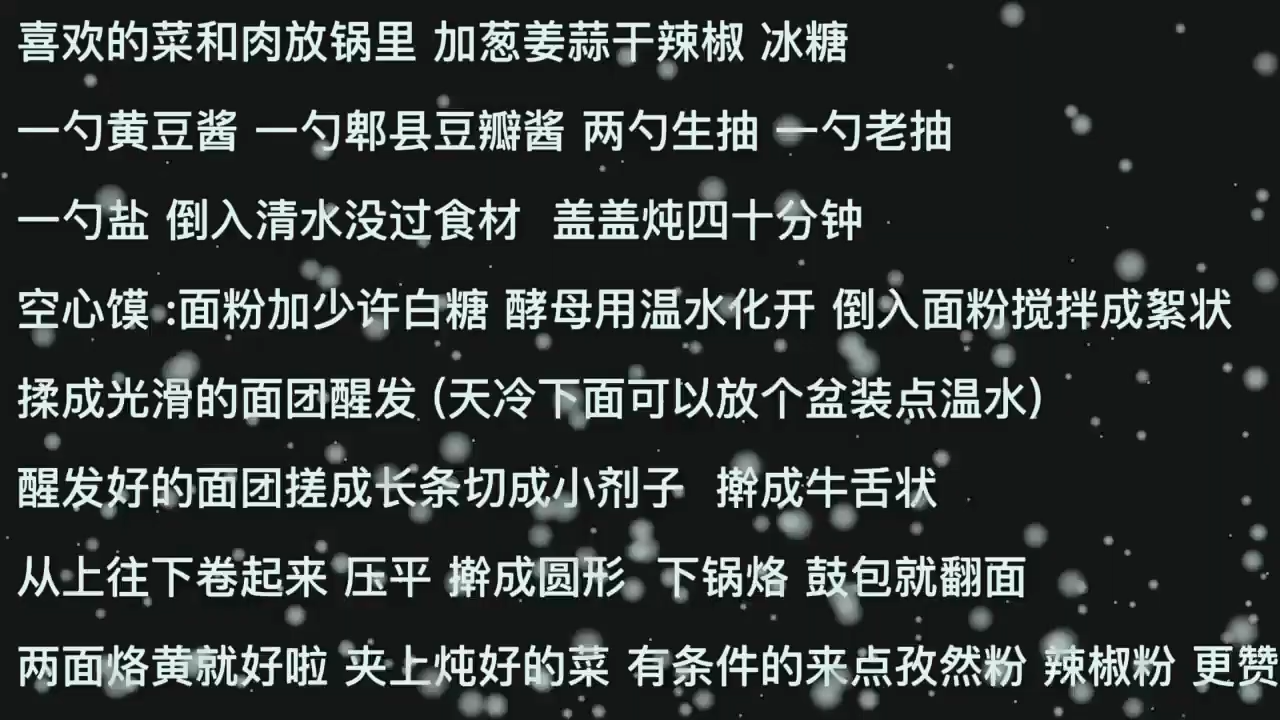 喜欢的菜和肉放锅里 加葱姜蒜干辣椒 冰糖
一勺黄豆酱 一勺郫县豆瓣酱 两勺生抽 一勺老抽
一勺盐 倒入清水没过食材 盖盖炖四十分钟
空心馍 :面粉加少许白糖 酵母用温水化开 倒入面粉搅拌成絮状
揉成光滑的面团醒发 (天冷下面可以放个盆装点温水)
醒发好的面团搓成长条切成小剂子 擀成牛舌状
从上往下卷起来 压平 擀成圆形 下锅烙 鼓包就翻面
两面烙黄就好啦 夹上炖好的菜 有条件的来点孜然粉 辣椒粉 更赞